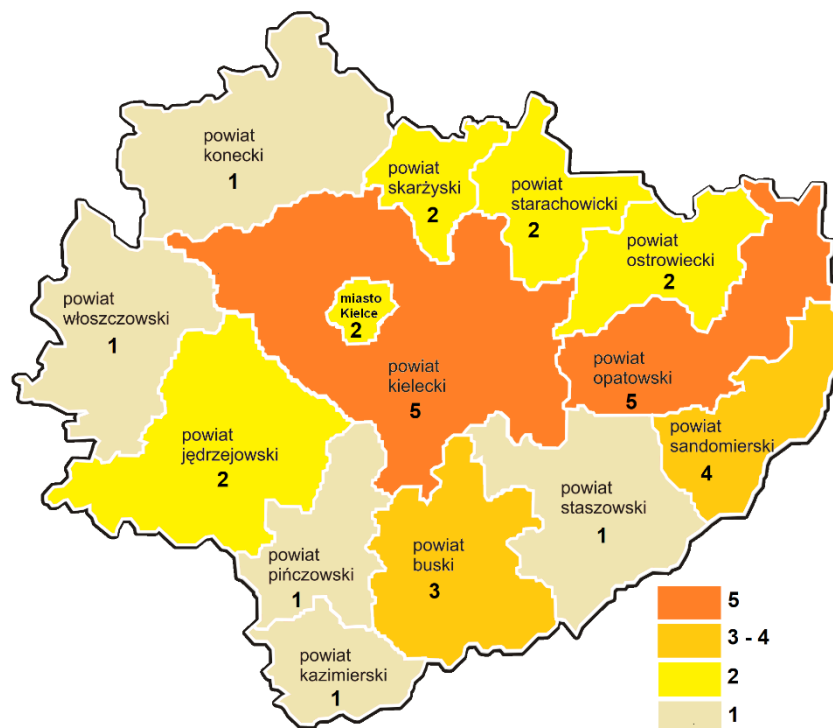 powiat
konecki
1
powiat
skarżyski
2
powiat
starachowicki
2
powiat
ostrowiecki
2
powiat
włoszczowski
1
miasto
Kielce
2
powiat
kielecki
5
powiat
opatowski
5
powiat
jędrzejowski
2
powiat
sandomierski
4
powiat
staszowski
1
powiat
pińczowski
1
powiat
buski
3
powiat
kazimierski
1
5
3 - 4
2
1